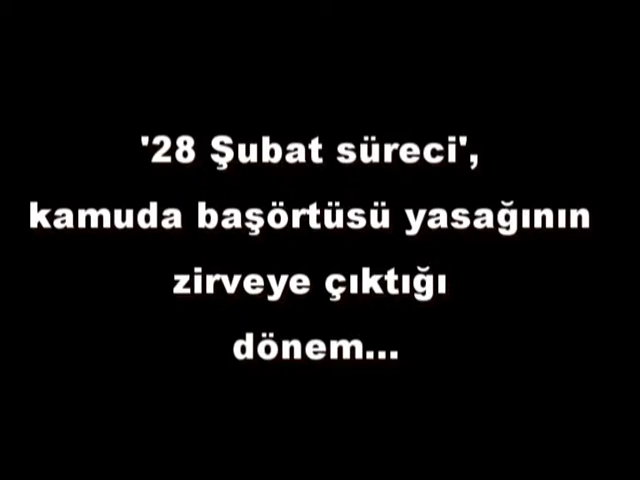 '28 Şubat süreci',
kamuda başörtüsü yasağının
zirveye çıktığı
dönem...